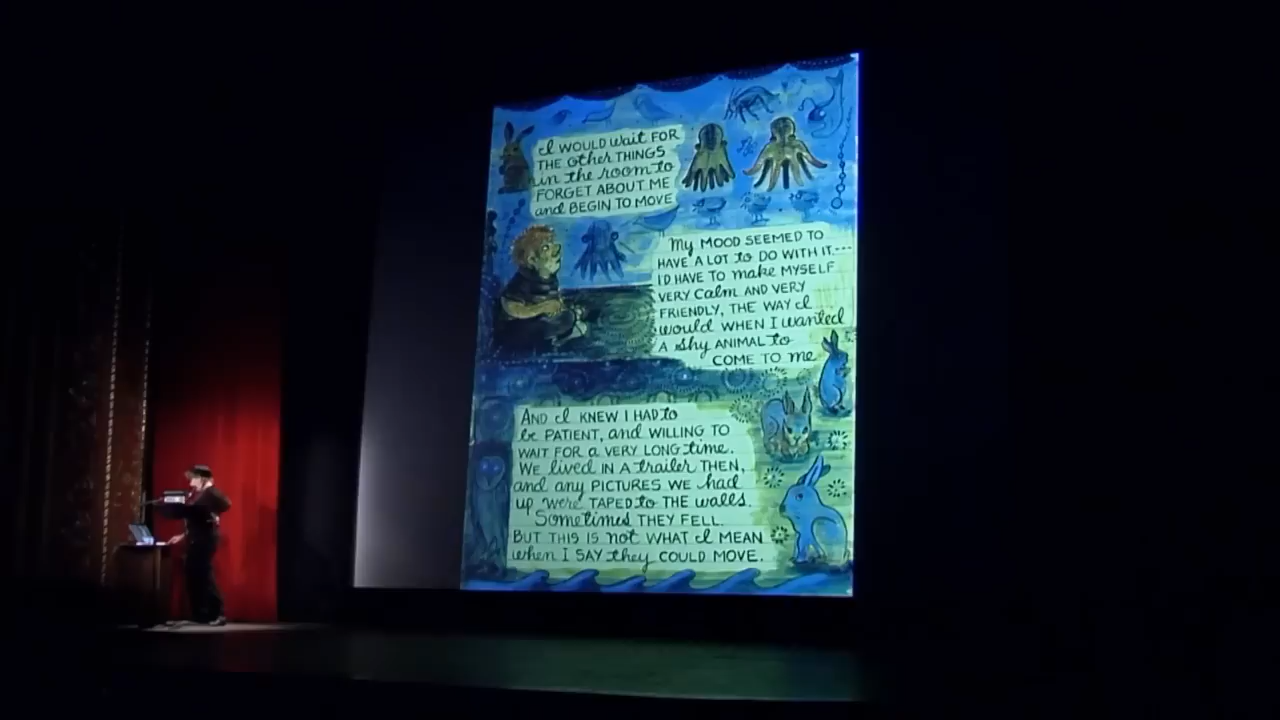 I WOULD wait FOR
THE other THINGS
in the room to
FORGET ABOUT ME
and BEGIN TO MOVE
My MOOD SEEMED TO
HAVE A LOT to DO WITH IT---
I'D HAVE TO make MYSELF
VERY Calm AND VERY
FRIENDLY, THE WAY I
would WHEN I wanted
A shy ANIMAL to
COME TO me
AND I KNEW I HAD to
be PATIENT, and WILLING TO
WAIT FOR a VERY LONG time.
WE lived IN A trailer THEN,
and any PICTURES WE had
up were TAPED to THE walls.
Sometimes THEY FELL.
BUT THIS IS not WHAT I MEAN
when I SAY they COULD MOVE.